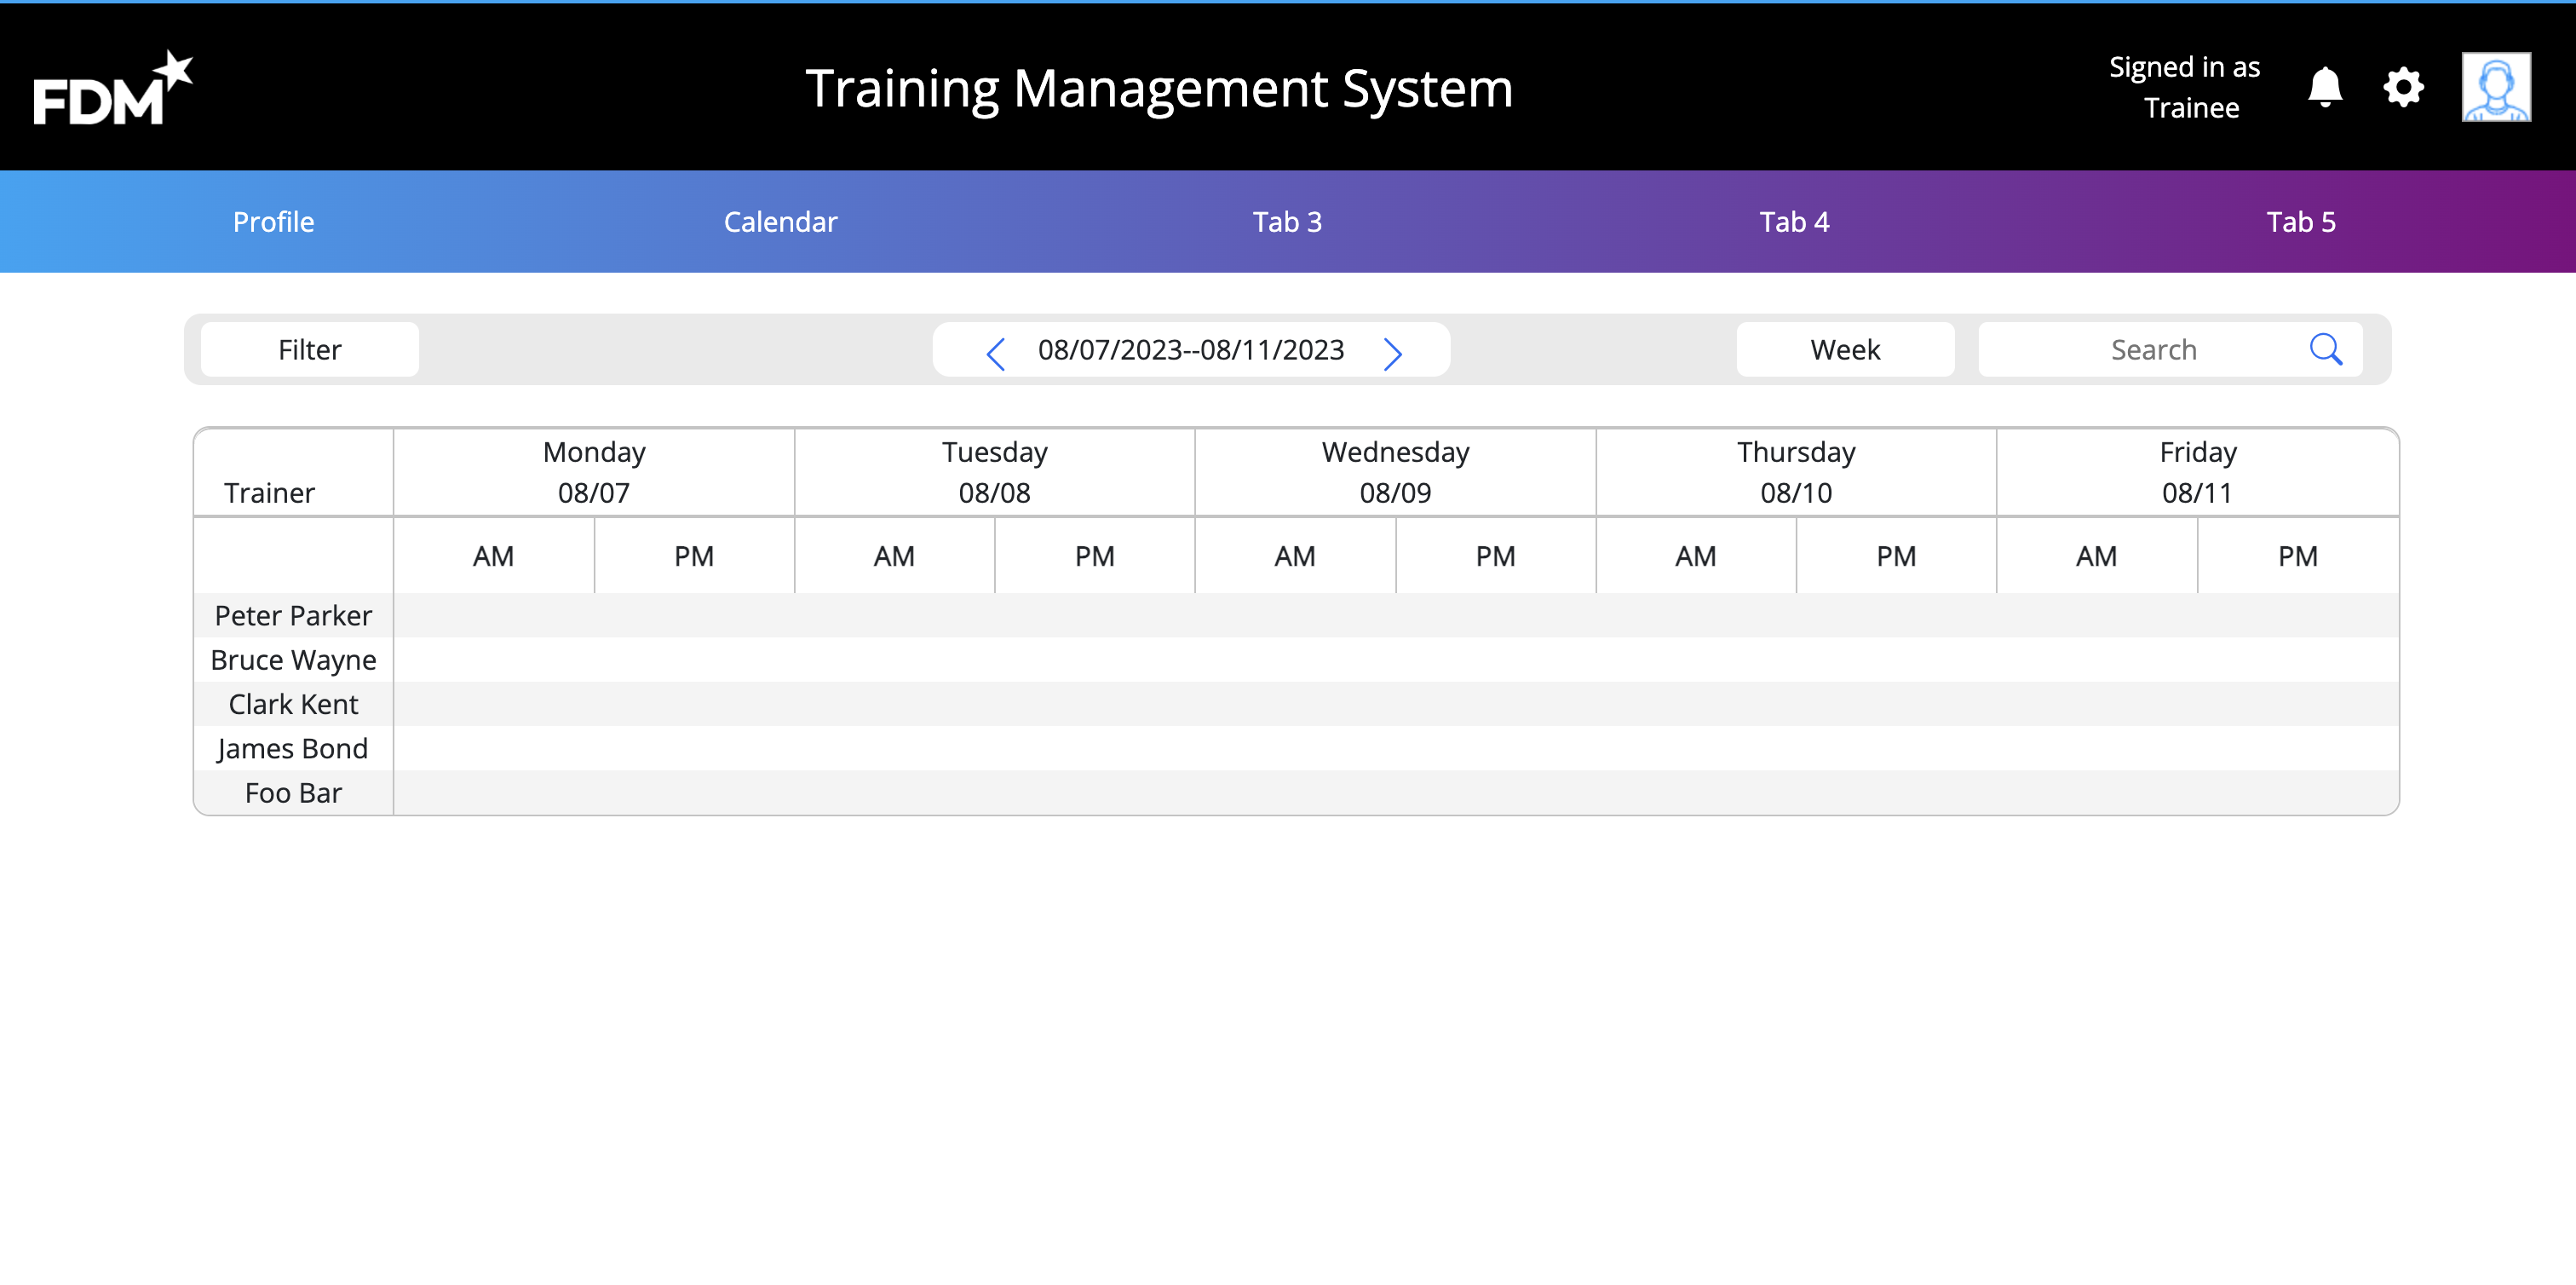 FDM
Training Management System
Signed in as
Trainee
Profile Calendar Tab 3 Tab 4 Tab 5
Filter 08/07/2023--08/11/2023 Week Search
Monday Tuesday Wednesday Thursday Friday
Trainer 08/07 08/08 08/09 08/10 08/11
AM PM AM PM AM PM AM PM AM PM
Peter Parker
Bruce Wayne
Clark Kent
James Bond
Foo Bar